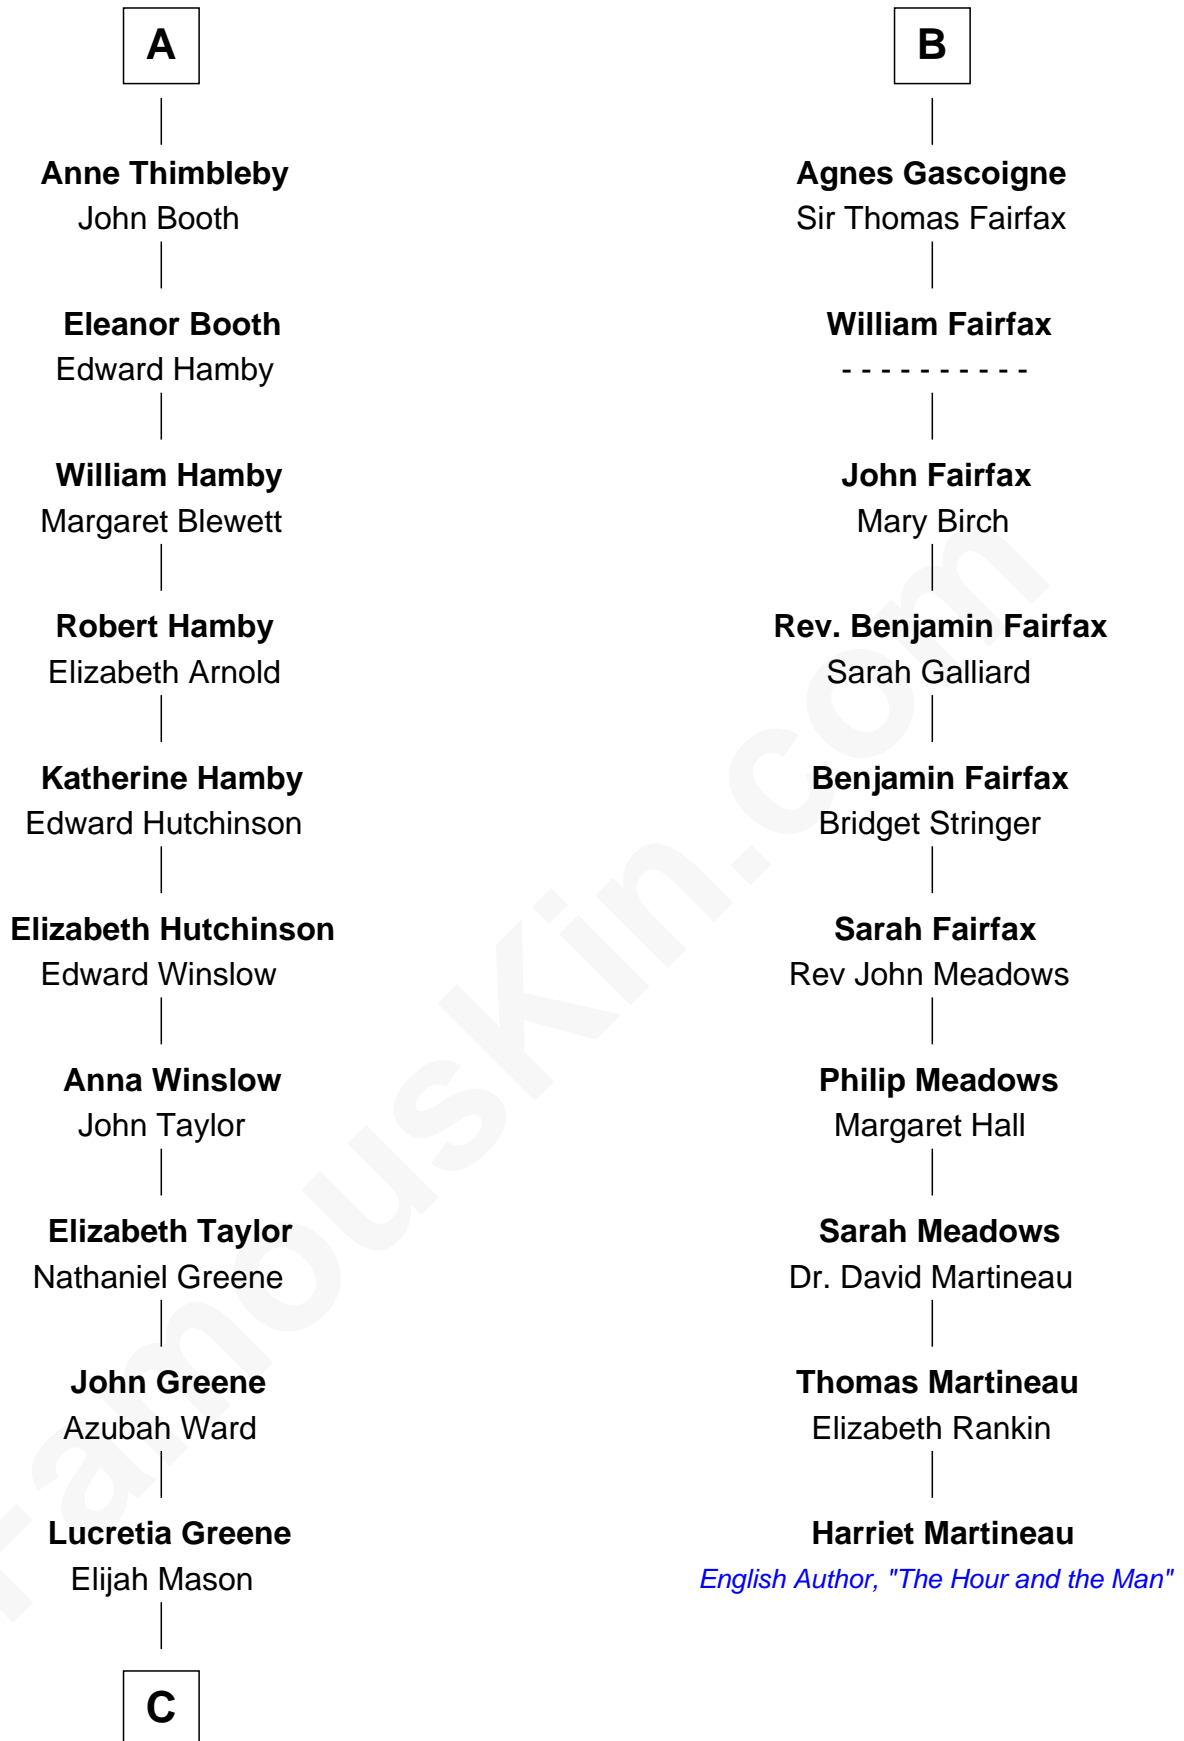 A
Anne Thimbleby
John Booth
Eleanor Booth
Edward Hamby
William Hamby
Margaret Blewett
Robert Hamby
Elizabeth Arnold
Katherine Hamby
Edward Hutchinson
Elizabeth Hutchinson
Edward Winslow
Anna Winslow
John Taylor
Elizabeth Taylor
Nathaniel Greene
John Greene
Azubah Ward
Lucretia Greene
Elijah Mason
C
B
Agnes Gascoigne
Sir Thomas Fairfax
William Fairfax
- - - - - - - - - -
John Fairfax
Mary Birch
Rev. Benjamin Fairfax
Sarah Galliard
Benjamin Fairfax
Bridget Stringer
Sarah Fairfax
Rev John Meadows
Philip Meadows
Margaret Hall
Sarah Meadows
Dr. David Martineau
Thomas Martineau
Elizabeth Rankin
Harriet Martineau
English Author, "The Hour and the Man"
FamousKin.com